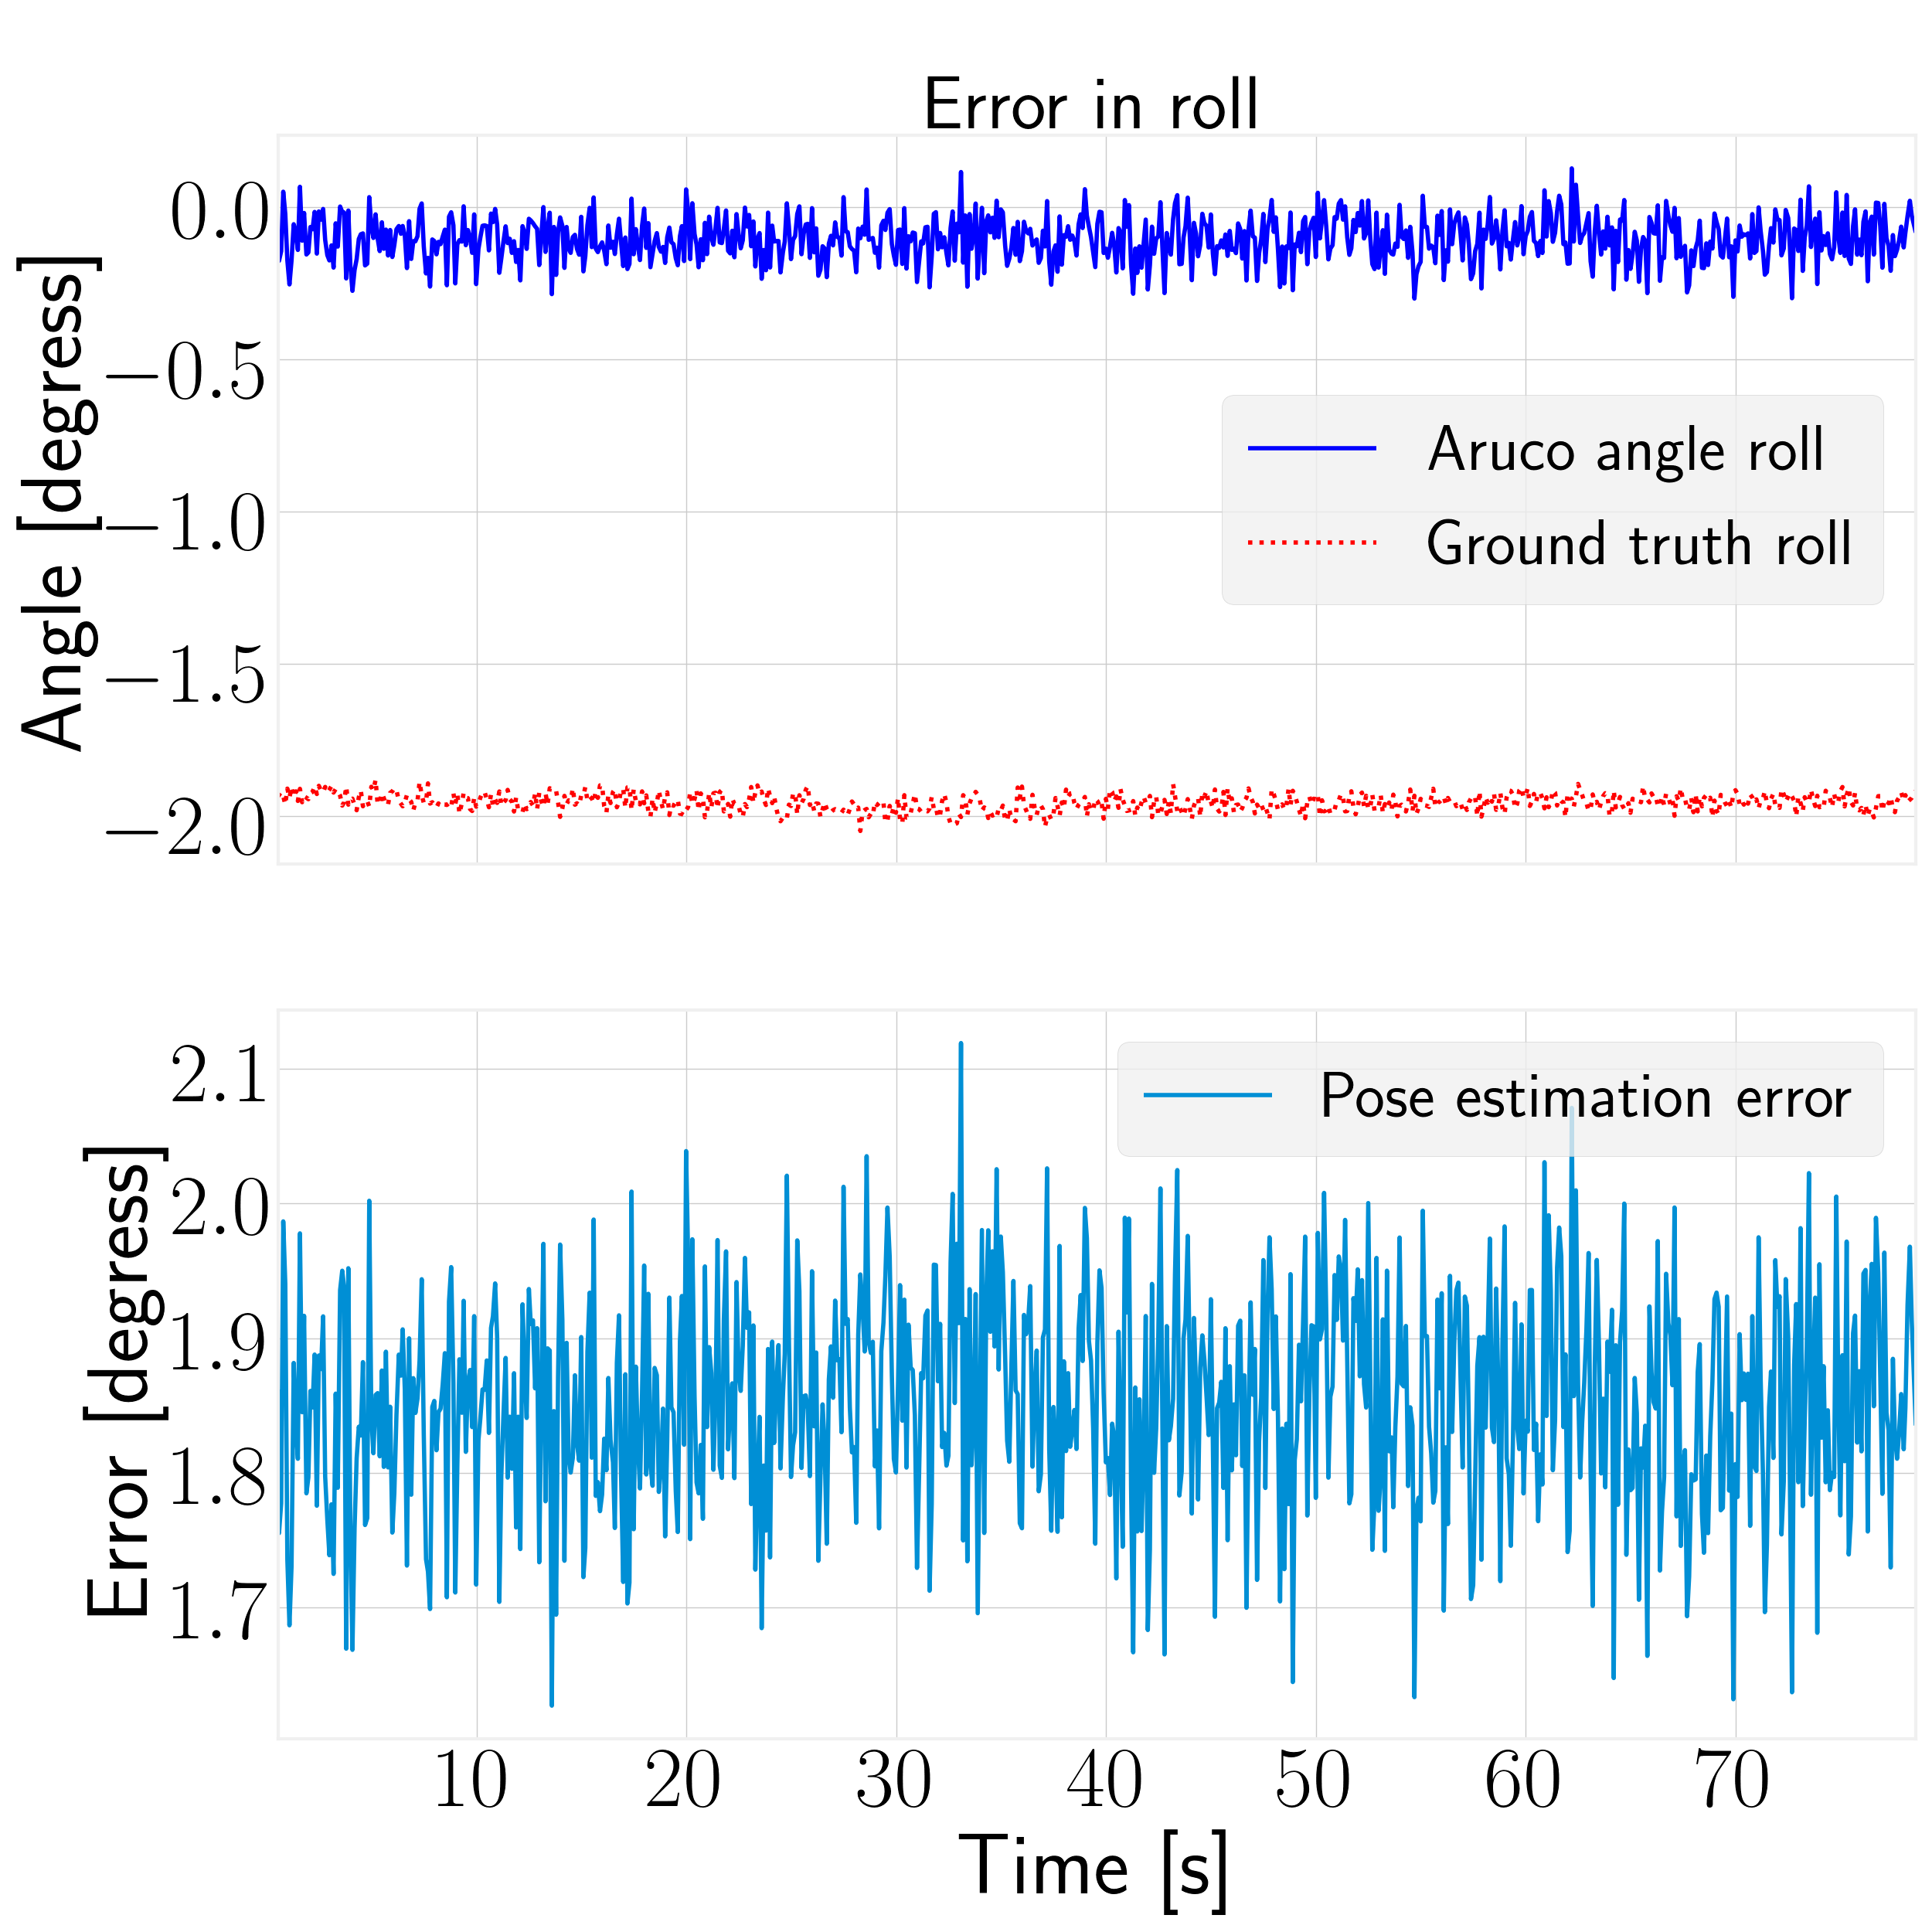 Error in roll
0.0
−0.5
−1.0
−1.5
−2.0
Angle [degress]
Aruco angle roll
Ground truth roll
2.1
2.0
1.9
1.8
1.7
Error [degress]
Pose estimation error
10 20 30 40 50 60 70
Time [s]